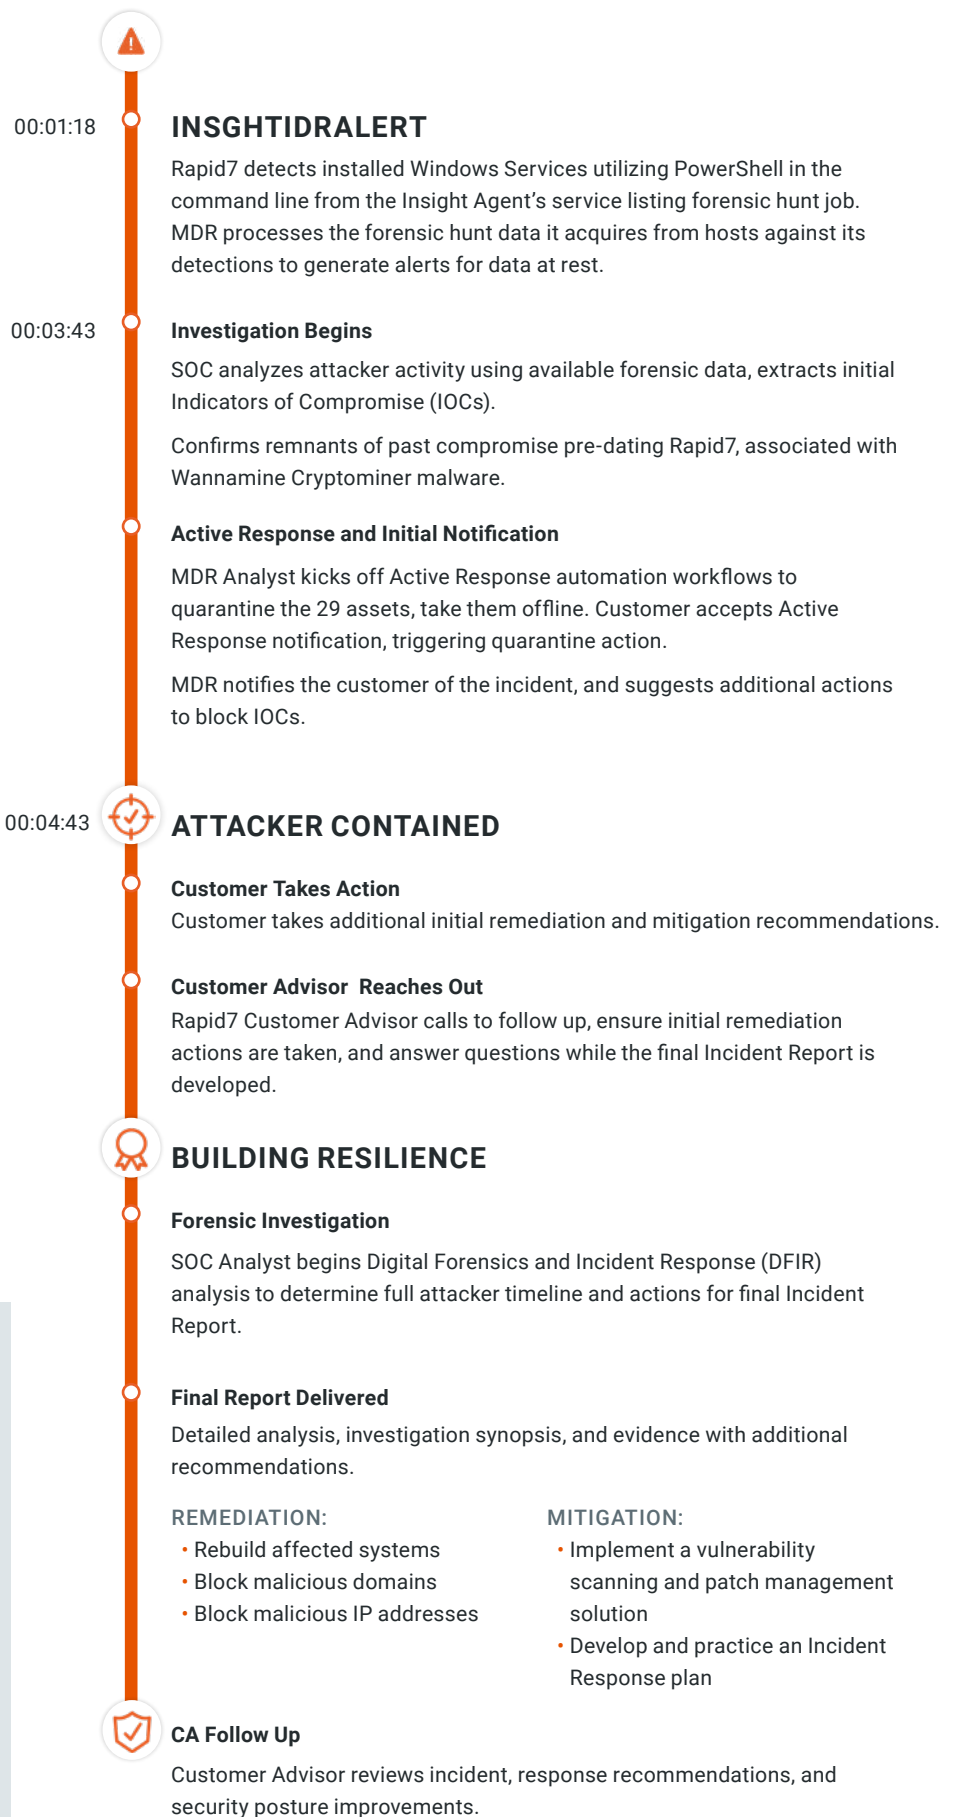 00:01:18
INSGHTIDRALERT
Rapid7 detects installed Windows Services utilizing PowerShell in the
command line from the Insight Agent’s service listing forensic hunt job.
MDR processes the forensic hunt data it acquires from hosts against its
detections to generate alerts for data at rest.
00:03:43
Investigation Begins
SOC analyzes attacker activity using available forensic data, extracts initial
Indicators of Compromise (IOCs).
Confirms remnants of past compromise pre-dating Rapid7, associated with
Wannamine Cryptominer malware.
Active Response and Initial Notification
MDR Analyst kicks off Active Response automation workflows to
quarantine the 29 assets, take them offline. Customer accepts Active
Response notification, triggering quarantine action.
MDR notifies the customer of the incident, and suggests additional actions
to block IOCs.
00:04:43
ATTACKER CONTAINED
Customer Takes Action
Customer takes additional initial remediation and mitigation recommendations.
Customer Advisor  Reaches Out
Rapid7 Customer Advisor calls to follow up, ensure initial remediation
actions are taken, and answer questions while the final Incident Report is
developed.
BUILDING RESILIENCE
Forensic Investigation
SOC Analyst begins Digital Forensics and Incident Response (DFIR)
analysis to determine full attacker timeline and actions for final Incident
Report.
Final Report Delivered
Detailed analysis, investigation synopsis, and evidence with additional
recommendations.
REMEDIATION:
• Rebuild affected systems
• Block malicious domains
• Block malicious IP addresses
MITIGATION:
• Implement a vulnerability
scanning and patch management
solution
• Develop and practice an Incident
Response plan
CA Follow Up
Customer Advisor reviews incident, response recommendations, and
security posture improvements.